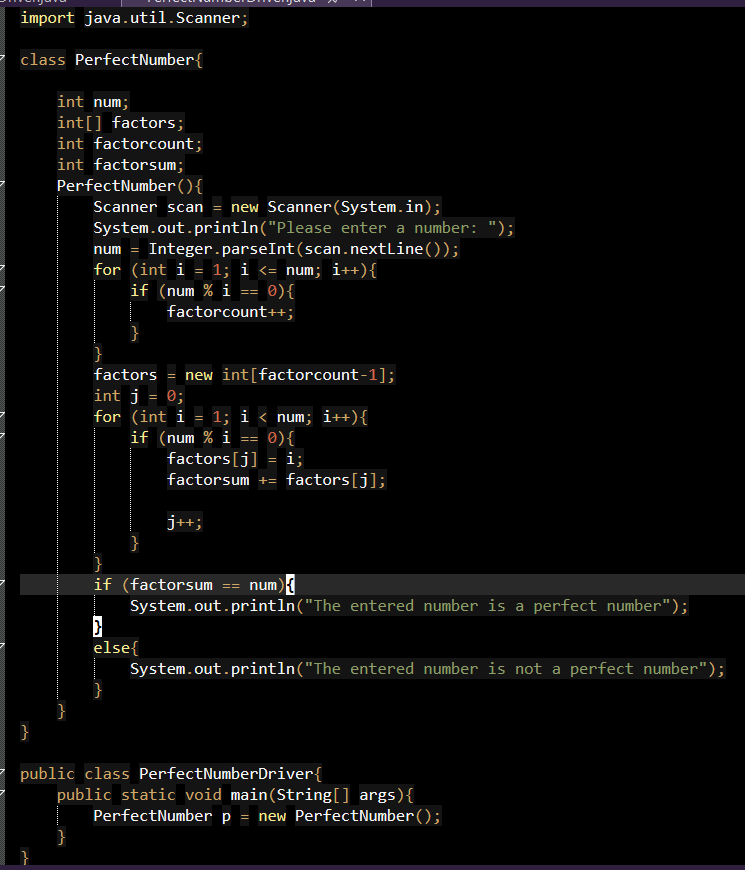 import java.util.Scanner;
class PerfectNumber{
int num;
int[] factors;
int factorcount;
int factorsum;
PerfectNumber(){
Scanner scan = new Scanner(System.in);
System.out.println("Please enter a number: ");
num = Integer.parseInt(scan.nextLine());
for (int i = 1; i <= num; i++){
if (num % i == 0){
factorcount++;
}
}
factors = new int[factorcount-1];
int j = 0;
for (int i = 1; i < num; i++){
if (num % i == 0){
factors[j] = i;
factorsum += factors[j];
j++;
}
}
if (factorsum == num){
System.out.println("The entered number is a perfect number");
}
else{
System.out.println("The entered number is not a perfect number");
}
}
}
public class PerfectNumberDriver{
public static void main(String[] args){
PerfectNumber p = new PerfectNumber();
}
}